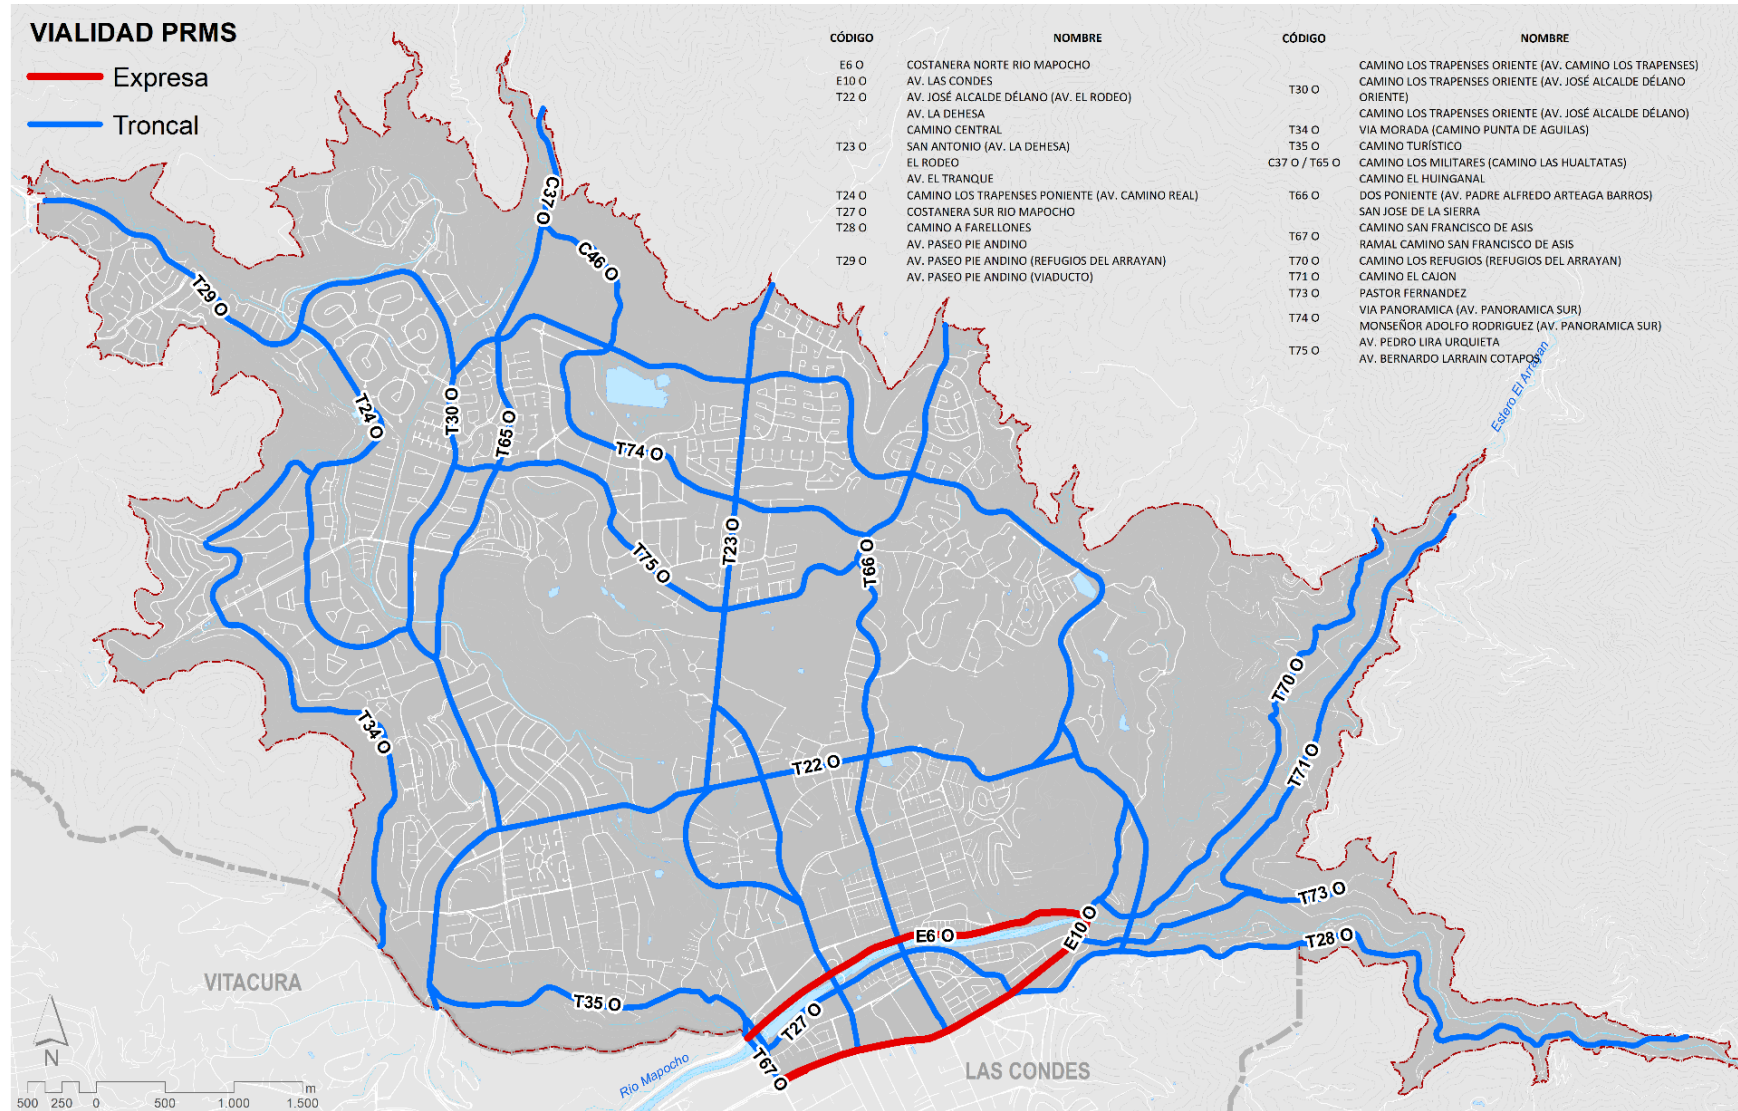 VIALIDAD PRMS
Expresa
Troncal
CÓDIGO NOMBRE
E6 O COSTANERA NORTE RIO MAPOCHO
E10 O AV. LAS CONDES
T22 O AV. JOSÉ ALCALDE DÉLANO (AV. EL RODEO)
AV. LA DEHESA
CAMINO CENTRAL
T23 O SAN ANTONIO (AV. LA DEHESA)
EL RODEO
AV. EL TRANQUE
T24 O CAMINO LOS TRAPENSES PONIENTE (AV. CAMINO REAL)
T27 O COSTANERA SUR RIO MAPOCHO
T28 O CAMINO A FARELLONES
AV. PASEO PIE ANDINO
T29 O AV. PASEO PIE ANDINO (REFUGIOS DEL ARRAYAN)
AV. PASEO PIE ANDINO (VIADUCTO)
CÓDIGO NOMBRE
CAMINO LOS TRAPENSES ORIENTE (AV. CAMINO LOS TRAPENSES)
CAMINO LOS TRAPENSES ORIENTE (AV. JOSÉ ALCALDE DÉLANO
T30 O
ORIENTE)
CAMINO LOS TRAPENSES ORIENTE (AV. JOSÉ ALCALDE DÉLANO)
T34 O VIA MORADA (CAMINO PUNTA DE AGUILAS)
T35 O CAMINO TURÍSTICO
C37 O / T65 O CAMINO LOS MILITARES (CAMINO LAS HUALTATAS)
CAMINO EL HUINGANAL
T66 O DOS PONIENTE (AV. PADRE ALFREDO ARTEAGA BARROS)
SAN JOSE DE LA SIERRA
CAMINO SAN FRANCISCO DE ASIS
T67 O
RAMAL CAMINO SAN FRANCISCO DE ASIS
T70 O CAMINO LOS REFUGIOS (REFUGIOS DEL ARRAYAN)
T71 O CAMINO EL CAJON
T73 O PASTOR FERNANDEZ
VIA PANORAMICA (AV. PANORAMICA SUR)
T74 O
MONSEÑOR ADOLFO RODRIGUEZ (AV. PANORAMICA SUR)
AV. PEDRO LIRA URQUIETA
T75 O
AV. BERNARDO LARRAIN COTAPOS
C37 O
C46 O
T29 O
T24 O
T30 O
T65 O
T74 O
T23 O
T75 O
T66 O
Estero El Arrayan
T70 O
T34 O
T71 O
T22 O
T73 O
E10 O
E6 O
T28 O
VITACURA
T35 O
T27 O
T67 O
Rio Mapocho
LAS CONDES
N
500 250 0 500 1.000 1.500
m